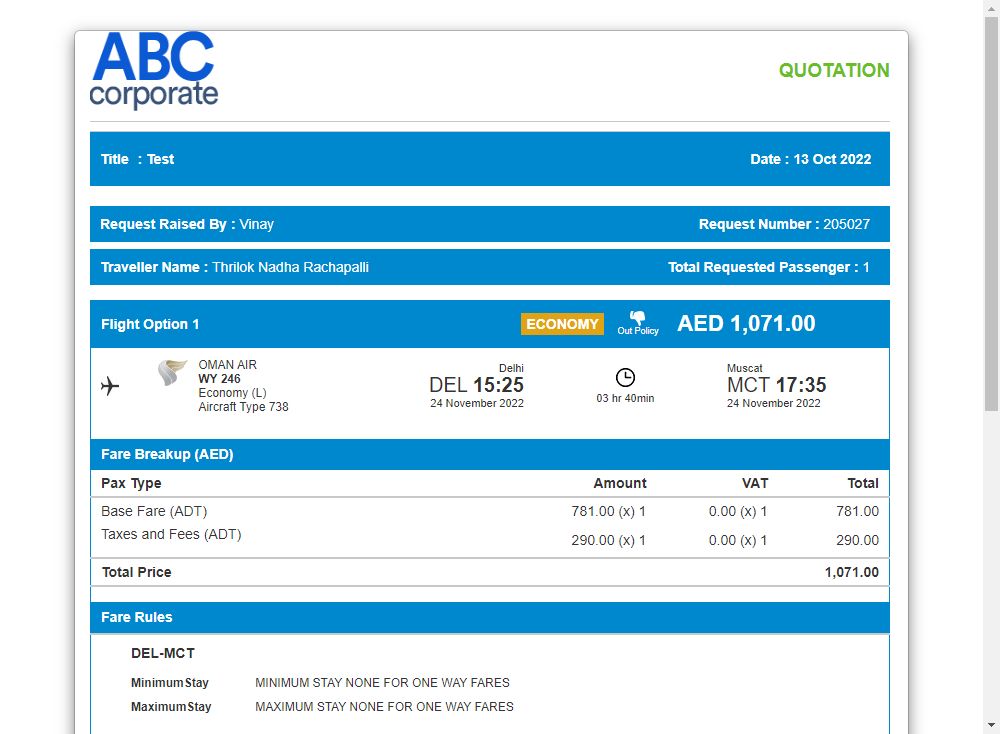 ABC
corporate
QUOTATION
Title : Test
Date : 13 Oct 2022
Request Raised By : Vinay
Request Number : 205027
Traveller Name : Thrilok Nadha Rachapalli
Total Requested Passenger : 1
Flight Option 1
ECONOMY
Out Policy
AED 1,071.00
OMAN AIR
WY 246
Economy (L)
Aircraft Type 738
Delhi
DEL 15:25
24 November 2022
03 hr 40min
Muscat
MCT 17:35
24 November 2022
Fare Breakup (AED)
Pax Type Amount VAT Total
Base Fare (ADT) 781.00 (x) 1 0.00 (x) 1 781.00
Taxes and Fees (ADT) 290.00 (x) 1 0.00 (x) 1 290.00
Total Price 1,071.00
Fare Rules
DEL-MCT
MinimumStay MINIMUM STAY NONE FOR ONE WAY FARES
MaximumStay MAXIMUM STAY NONE FOR ONE WAY FARES